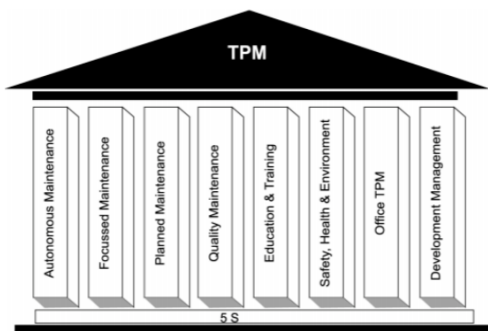 TPM
Autonomous Maintenance
Focussed Maintenance
Planned Maintenance
Quality Maintenance
Education & Training
Safety, Health & Environment
Office TPM
Development Management
5 S